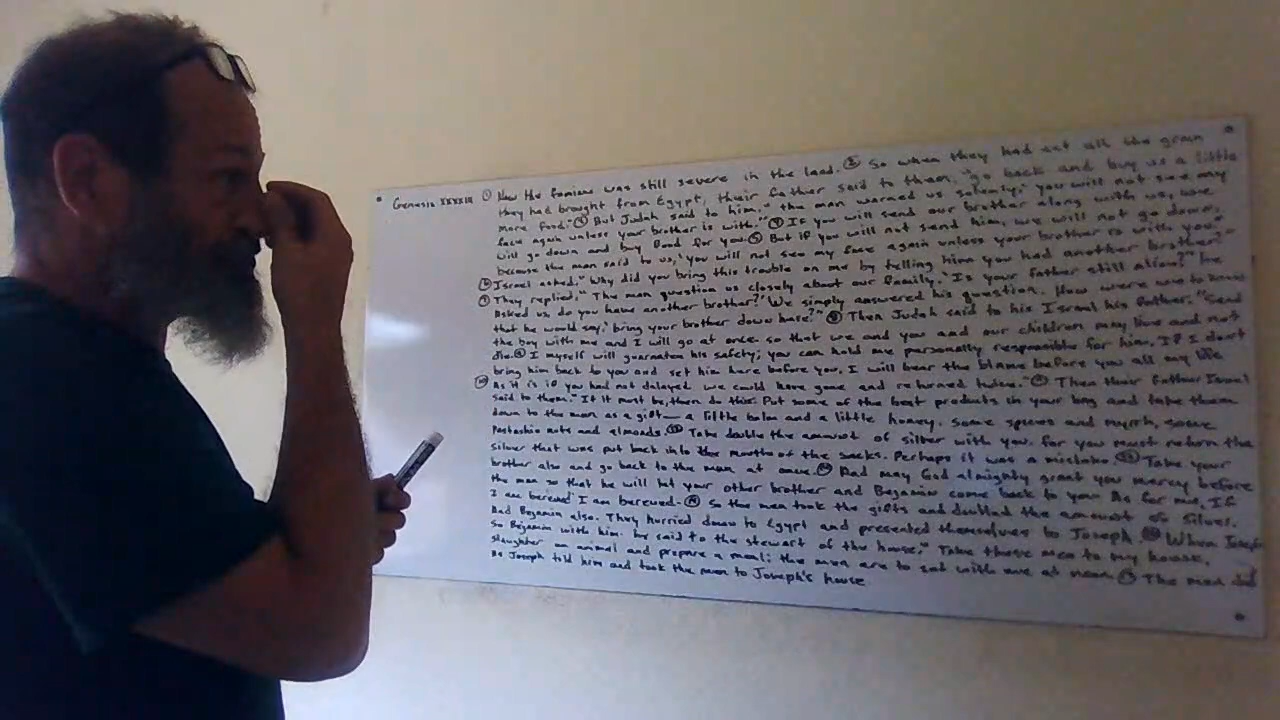 Genesis XXXXIII ① Now the famine was still severe in the land. ② So when they had eat all the grain
they had brought from Egypt, their father said to them, "go back and buy us a little
more food." ③ But Judah said to him, "the man warned us solemly," you will not see my
face again unless your brother is with." ④ If you will send our brother along with us, we
will go down and buy food for you. ⑤ But if you will not send him, we will not go down,
because the man said to us, 'you will not see my face again unless your brother is with you."
⑥ Israel asked, "Why did you bring this trouble on me by telling him you had another brother?"
⑦ They replied, "The man question us closely about our family. 'Is your father still alive?' he
Asked us do you have another brother?' We simply answered his question. How were we to know
that he would say, 'bring your brother down here?'" ⑧ Then Judah said to his Israel his father, "Send
the boy with me and I will go at once so that we and you and our children may live and not
die. ⑨ I myself will guarantee his safety; you can hold me personally responsible for him. If I don't
bring him back to you and set him here before you, I will bear the blame before you all my life
⑩ As it is if you had not delayed we could have gone and returned twice." ⑪ Then their father Israel
said to them, "If it must be, then do this: Put some of the best products in your bag and take them
down to the man as a gift— a little balm and a little honey, some spices and myrrh, some
Pastashio nuts and almonds. ⑫ Take double the amount of silber with you, for you must return the
silver that was put back into the mouths of the sacks. Perhaps it was a mistake. ⑬ Take your
brother also and go back to the man at once. ⑭ And may God almighty grant you mercy before
the man so that he will let your other brother and Benjamin come back to you. As for me, If
I am bereved I am bereved. ⑮ So the men took the gifts and doubled the amount of silver.
And Benjamin also. They hurried down to Egypt and presented themselves to Joseph. ⑯ When Joseph
so Benjamin with him. he said to the stewart of the house, "Take these men to my house,
slaughter an animal and prepare a meal; the men are to eat with me at noon ⑰ The man did
As Joseph told him and took the men to Joseph's house